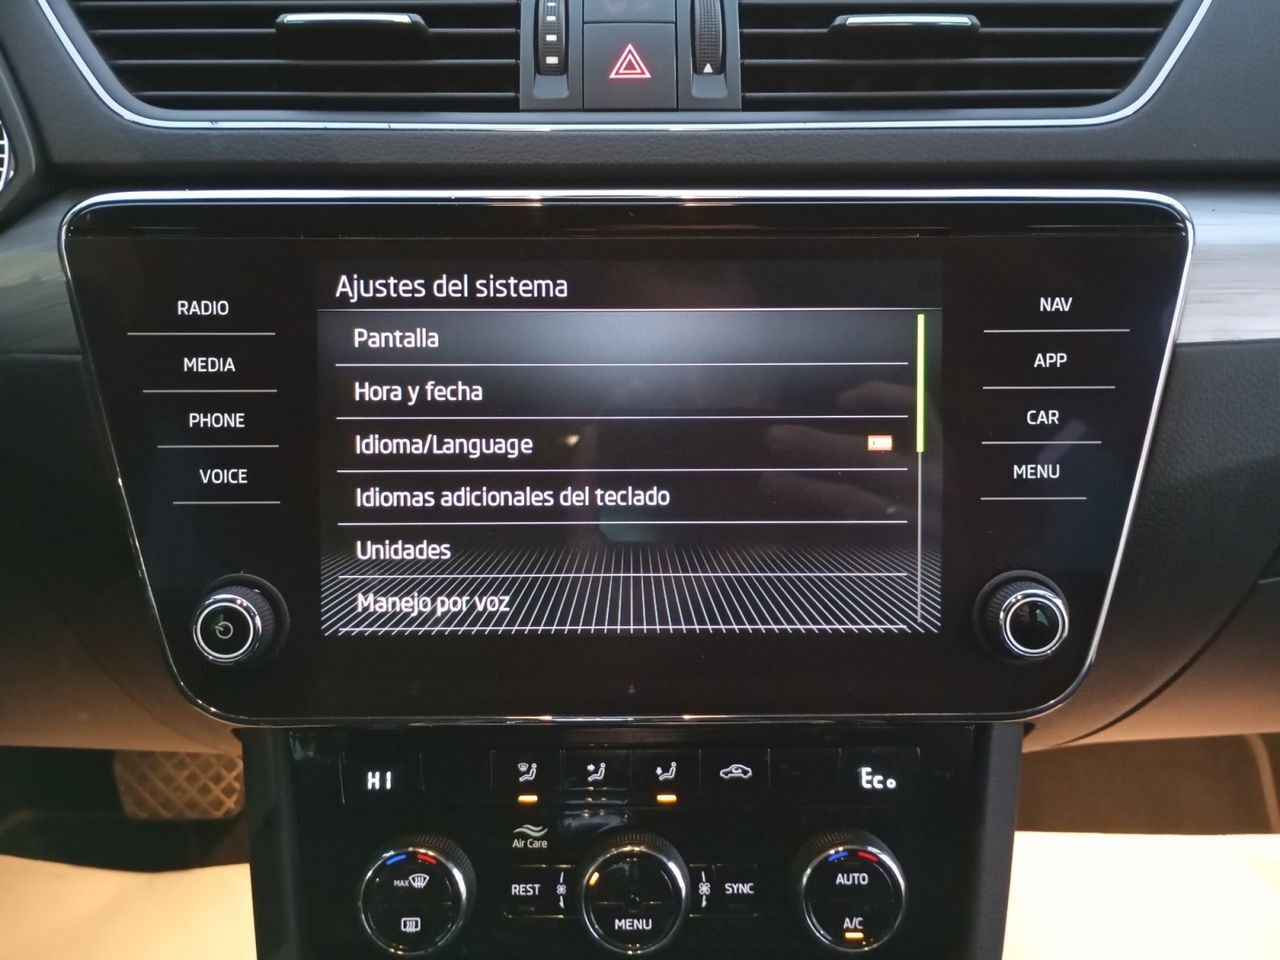 RADIO
MEDIA
PHONE
VOICE
Ajustes del sistema
Pantalla
Hora y fecha
Idioma/Language
Idiomas adicionales del teclado
Unidades
Manejo por voz
NAV
APP
CAR
MENU
HI
Eco
Air Care
MAX
REST
MENU
SYNC
AUTO
A/C